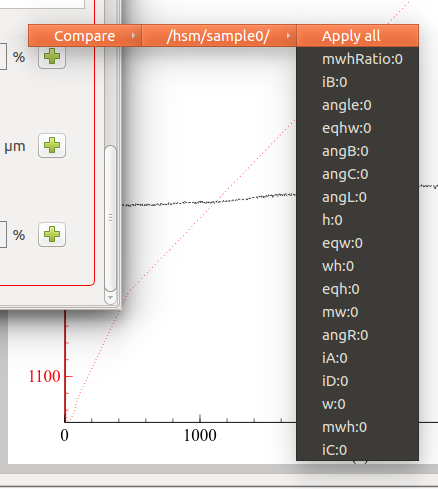 Compare
/hsm/sample0/
Apply all
mwhRatio:0
iB:0
angle:0
eqhw:0
angB:0
angC:0
angL:0
h:0
eqw:0
wh:0
eqh:0
mw:0
angR:0
iA:0
iD:0
w:0
mwh:0
iC:0
%
µm
%
1100
0
1000